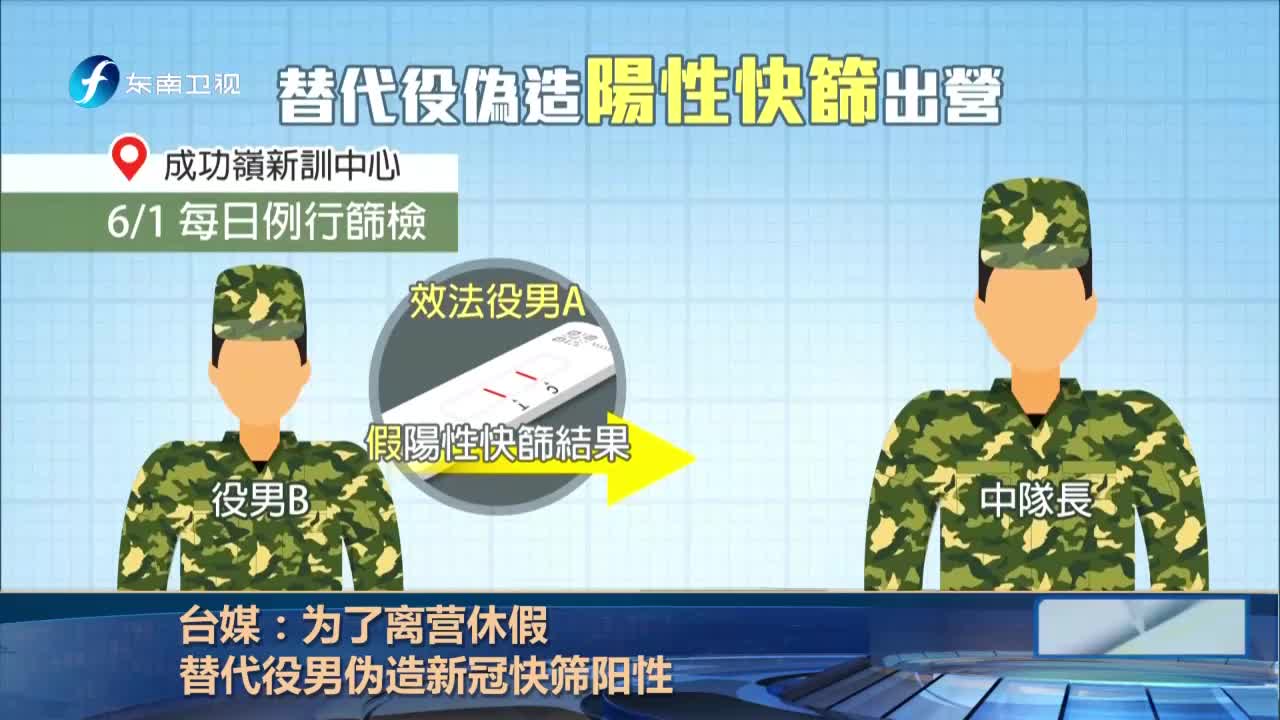 东南卫视
替代役偽造陽性快篩出營
成功嶺新訓中心
6/1 每日例行篩檢
效法役男A
C
T
假陽性快篩結果
役男B
中隊長
台媒：为了离营休假
替代役男伪造新冠快筛阳性